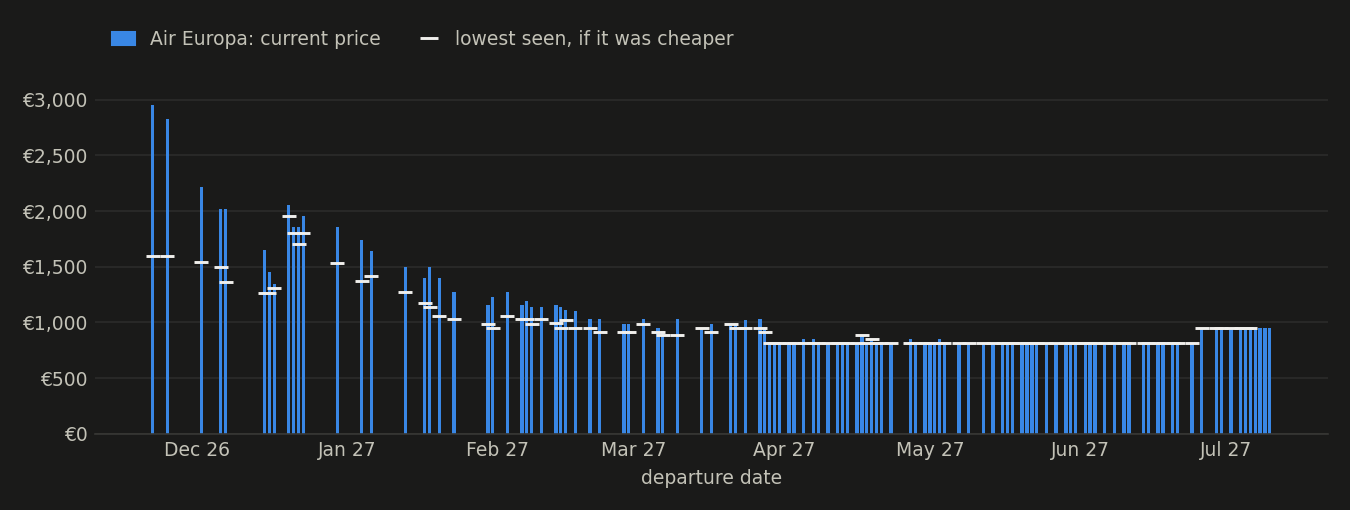 Air Europa: current price
lowest seen, if it was cheaper
€3,000
€2,500
€2,000
€1,500
€1,000
€500
€0
Dec 26 Jan 27 Feb 27 Mar 27 Apr 27 May 27 Jun 27 Jul 27
departure date